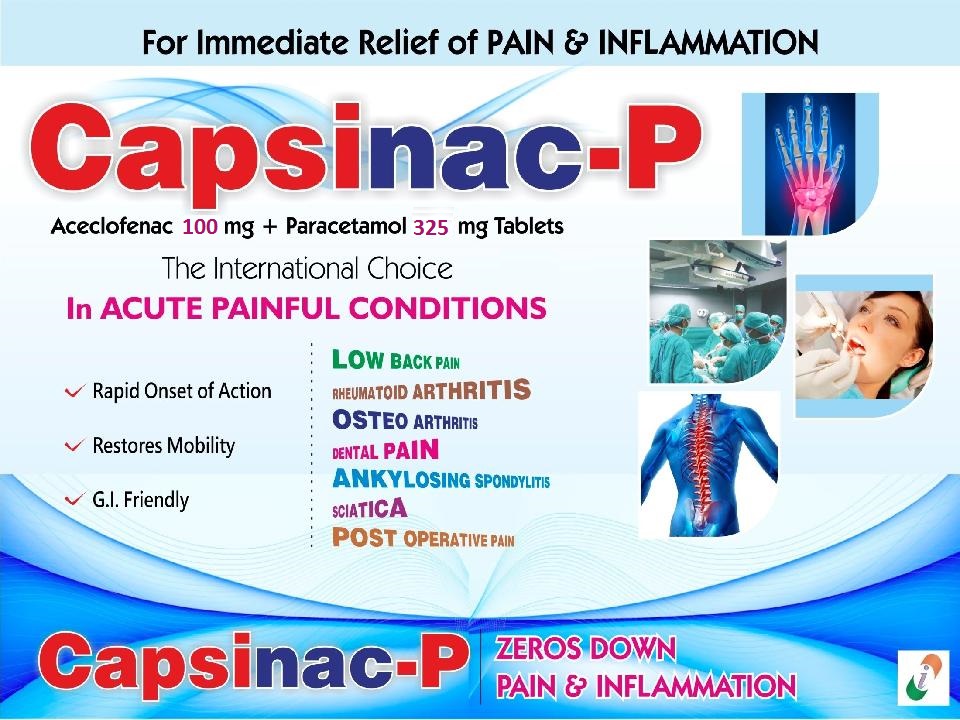 For Immediate Relief of PAIN & INFLAMMATION
Capsinac-P
Aceclofenac 100 mg + Paracetamol 325 mg Tablets
The International Choice
In ACUTE PAINFUL CONDITIONS
Rapid Onset of Action
Restores Mobility
G.I. Friendly
LOW BACK PAIN
RHEUMATOID ARTHRITIS
OSTEO ARTHRITIS
DENTAL PAIN
ANKYLOSING SPONDYLITIS
SCIATICA
POST OPERATIVE PAIN
Capsinac-P
ZEROS DOWN
PAIN & INFLAMMATION
i